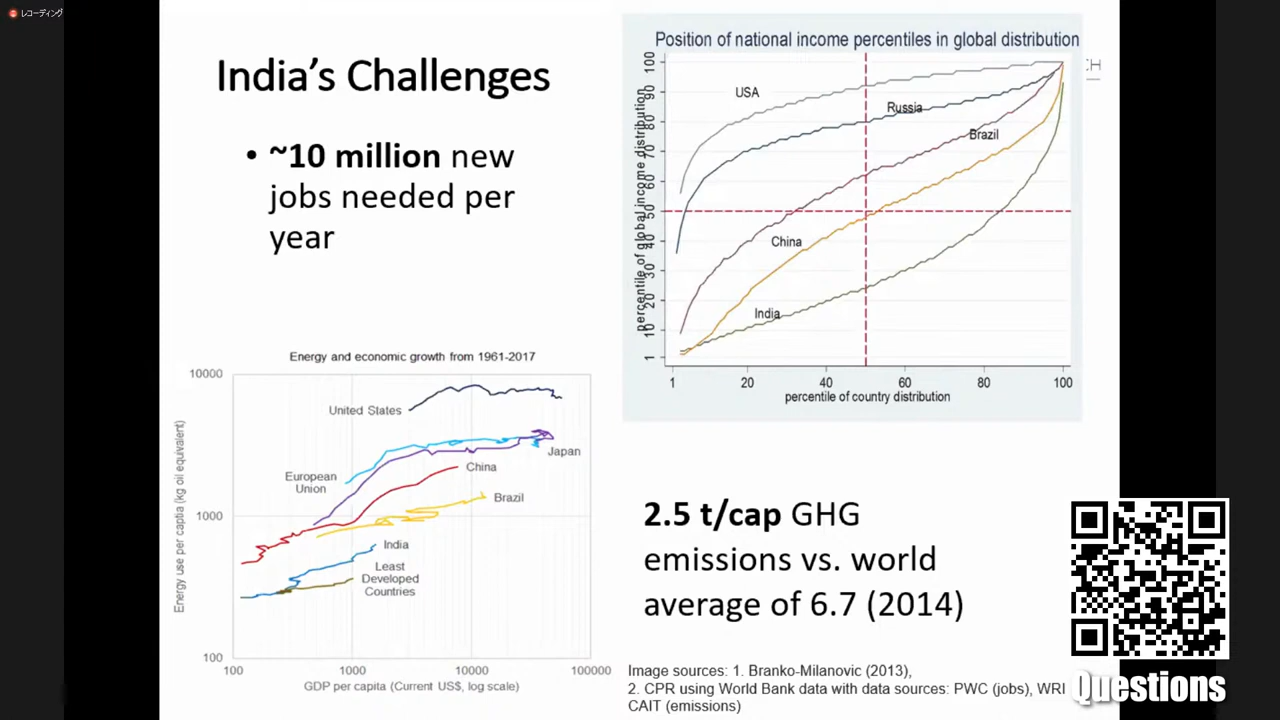 レコーディング
India's Challenges
• ~10 million new
jobs needed per
year
Position of national income percentiles in global distribution
CH
percentile of global income distribution
100
90
80
70
60
50
40
30
20
10
1
USA
Russia
Brazil
China
India
1 20 40 60 80 100
percentile of country distribution
Energy and economic growth from 1961-2017
Energy use per captia (kg oil equivalent)
10000
1000
100
United States
European
Union
Japan
China
Brazil
India
Least
Developed
Countries
100 1000 10000 100000
GDP per capita (Current US$, log scale)
2.5 t/cap GHG
emissions vs. world
average of 6.7 (2014)
Image sources: 1. Branko-Milanovic (2013),
2. CPR using World Bank data with data sources: PWC (jobs), WRI
CAIT (emissions)
Questions